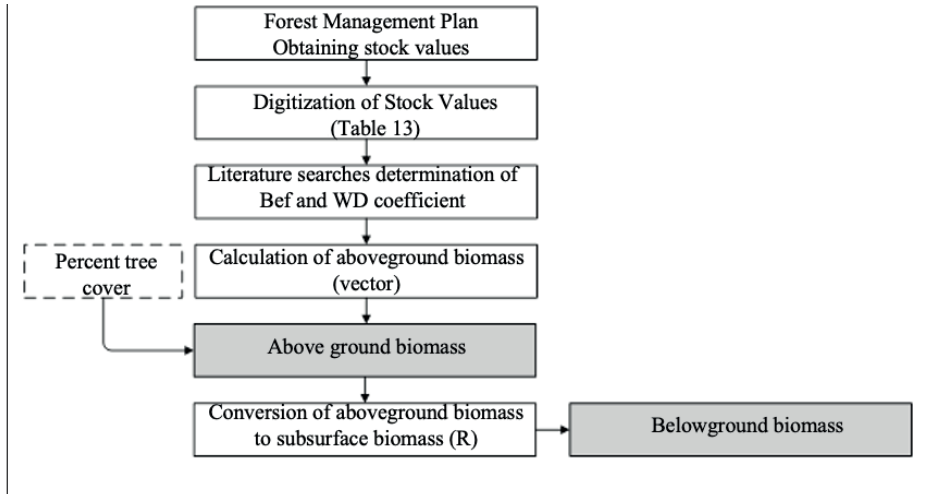 Forest Management Plan
Obtaining stock values
Digitization of Stock Values
(Table 13)
Literature searches determination of
Bef and WD coefficient
Percent tree
cover
Calculation of aboveground biomass
(vector)
Above ground biomass
Conversion of aboveground biomass
to subsurface biomass (R)
Belowground biomass